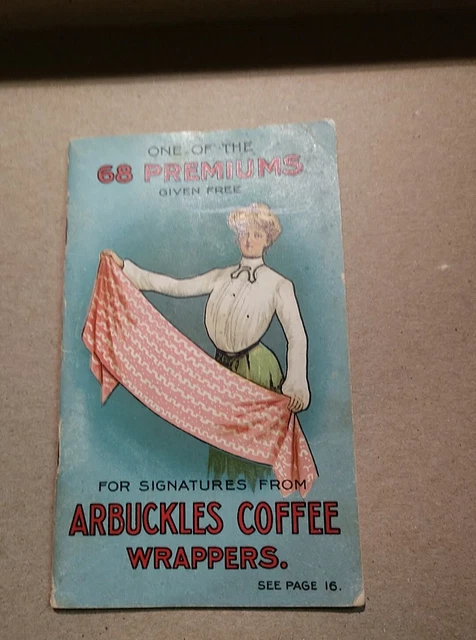 ONE OF THE
68 PREMIUMS
GIVEN FREE
FOR SIGNATURES FROM
ARBUCKLES COFFEE
WRAPPERS.
SEE PAGE 16.